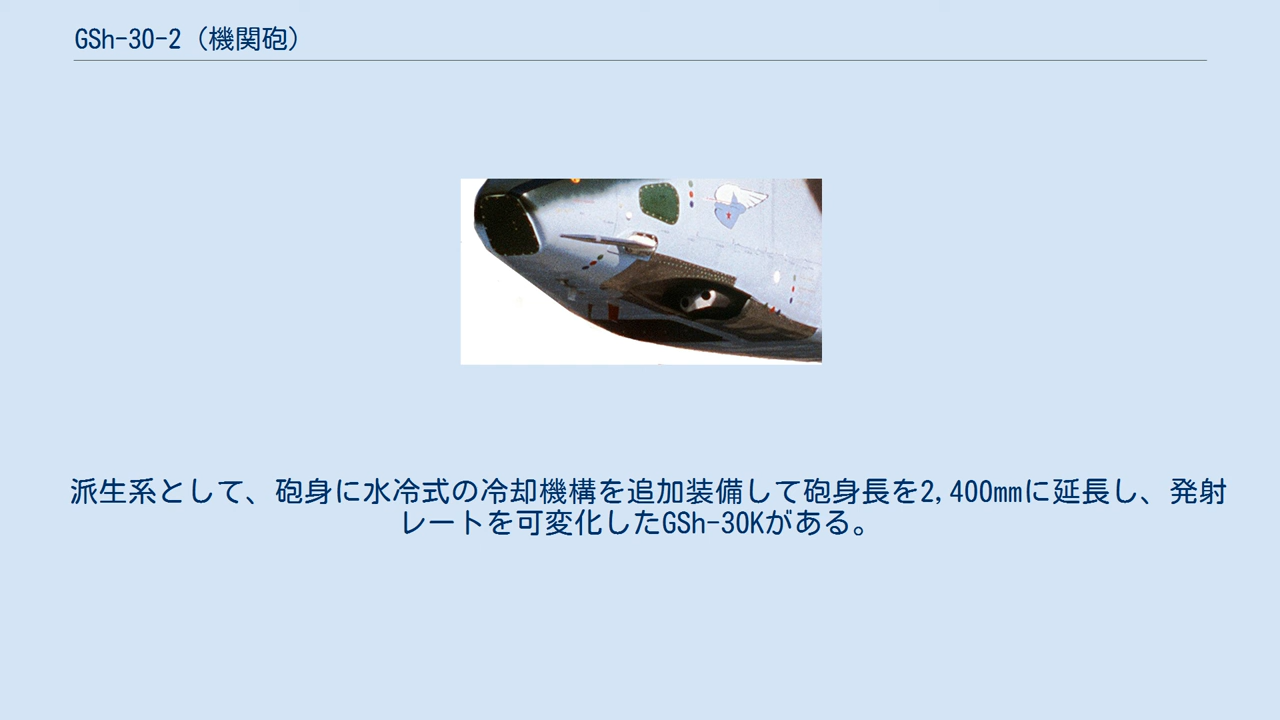 GSh-30-2（機関砲）
派生系として、砲身に水冷式の冷却機構を追加装備して砲身長を2,400mmに延長し、発射
レートを可変化したGSh-30Kがある。